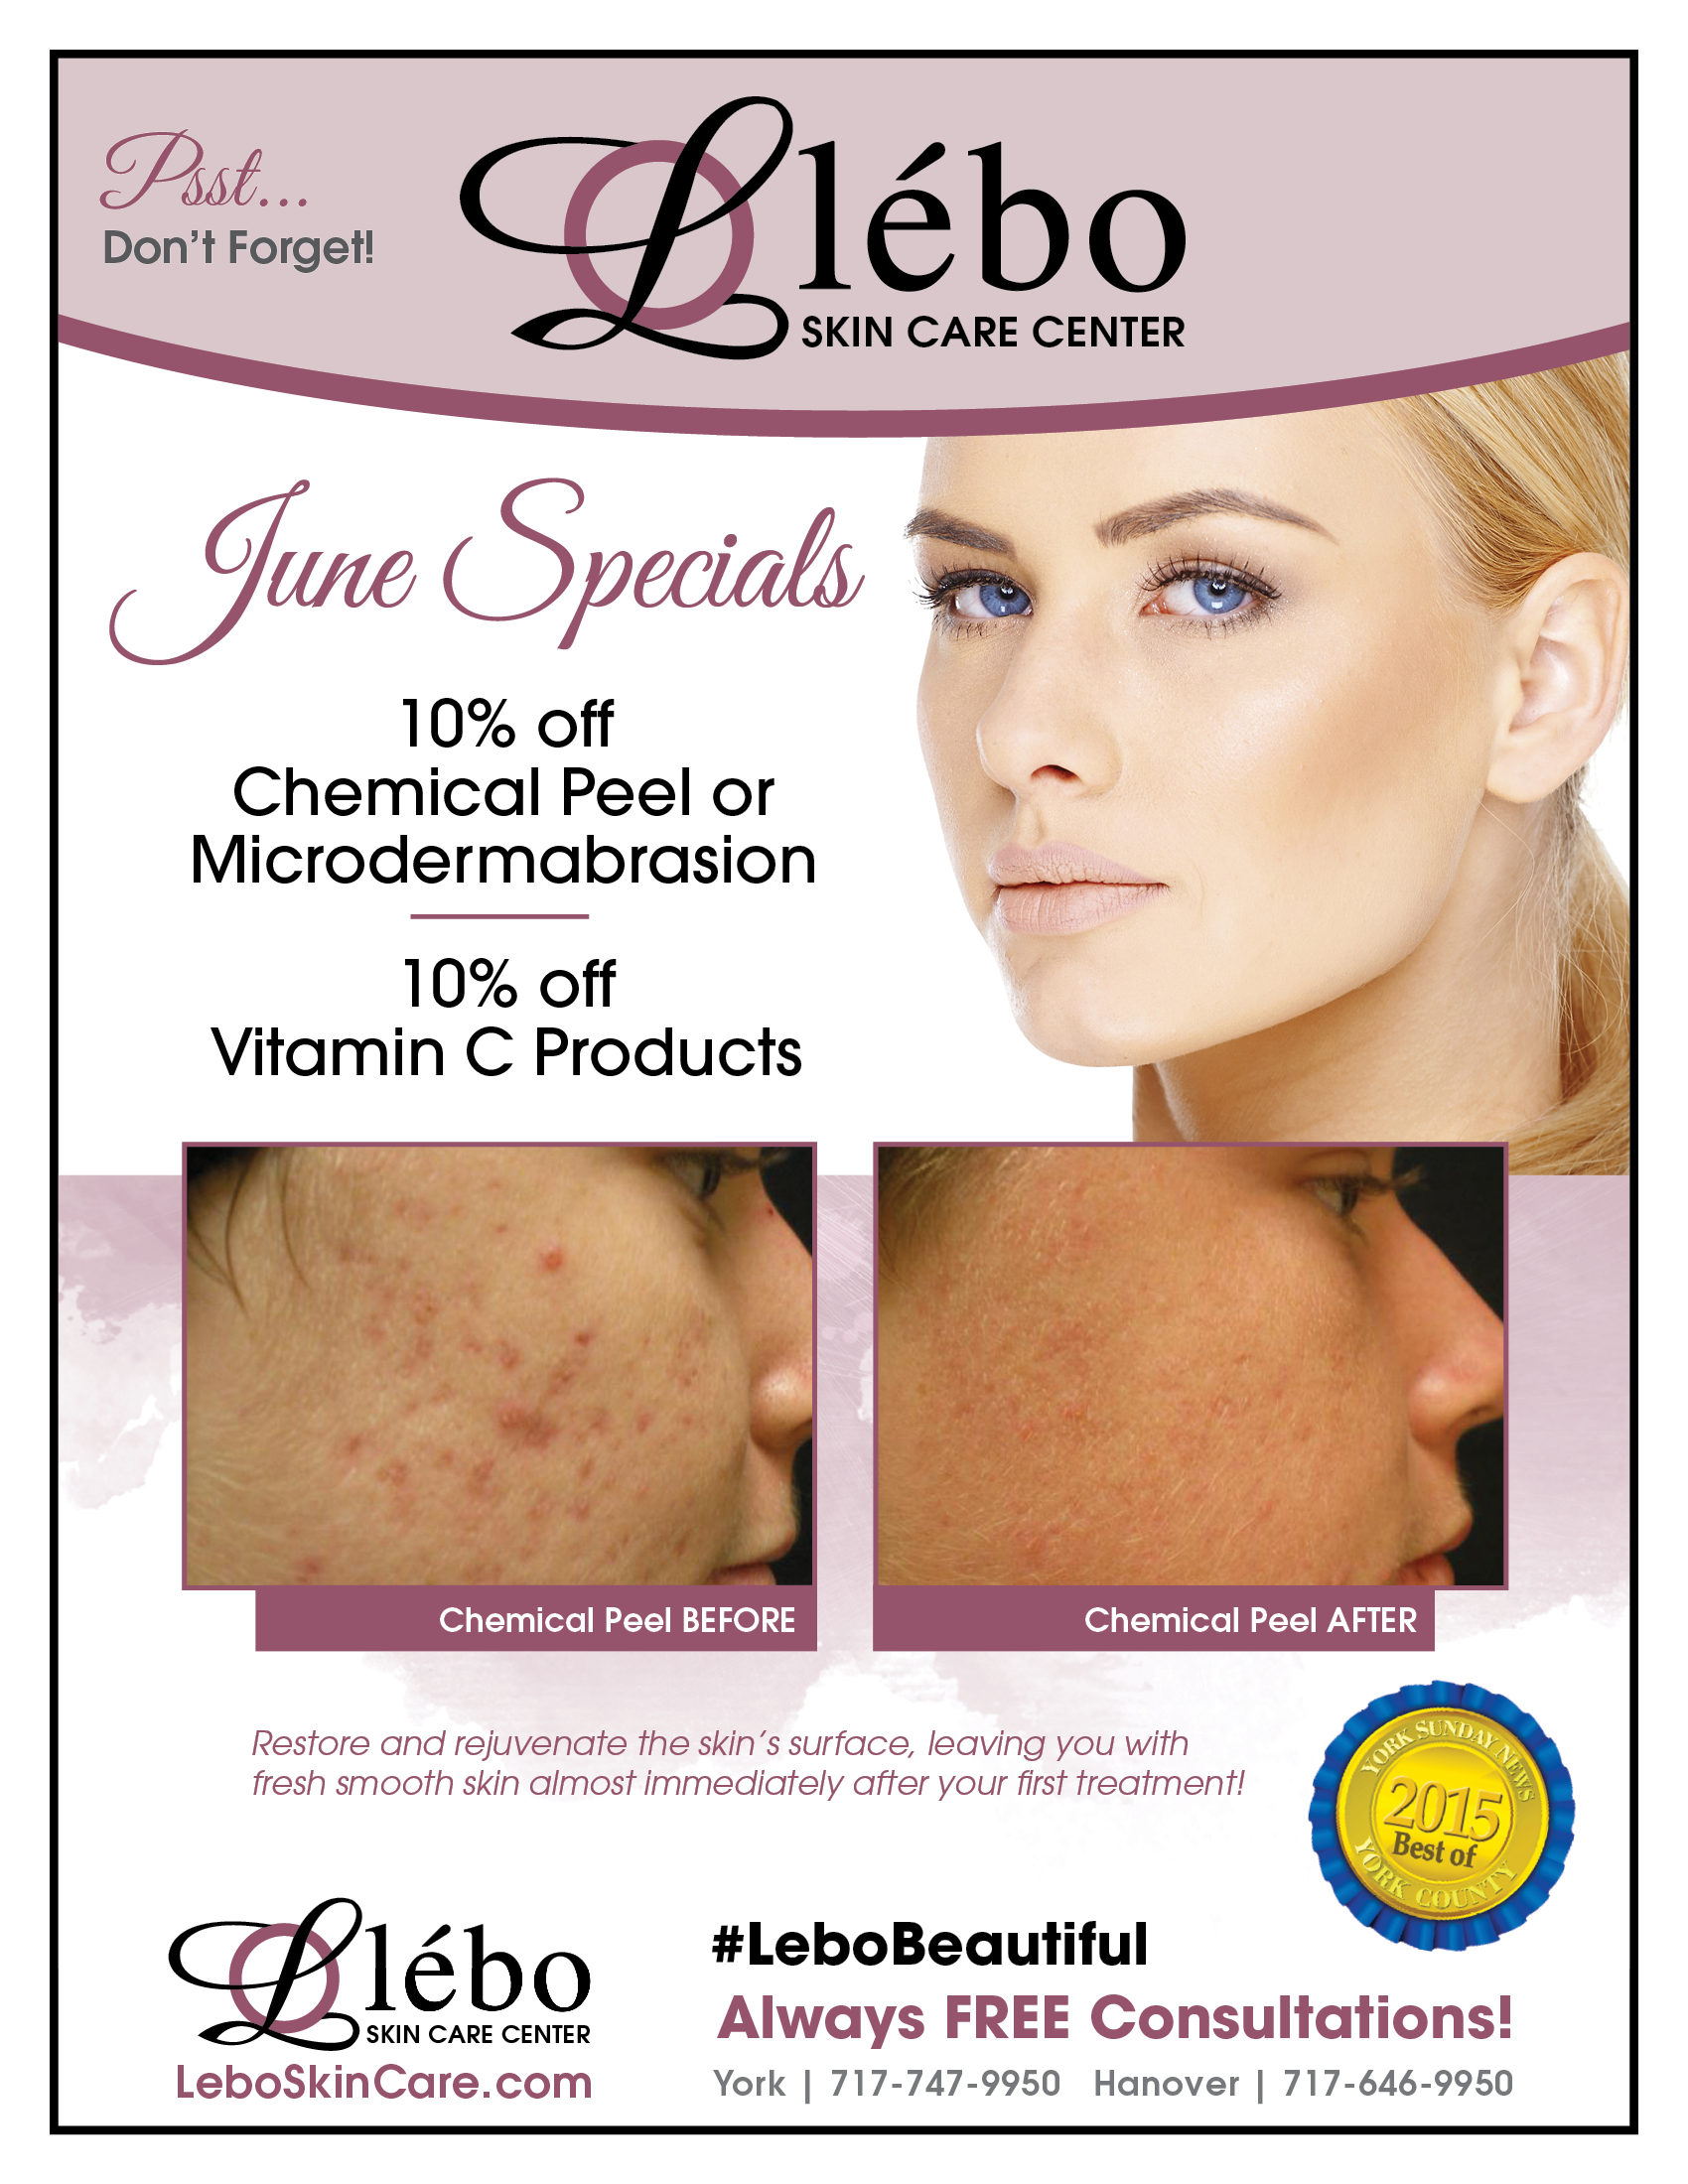 Psst...
Don't Forget!
L lébo
SKIN CARE CENTER
June Specials
10% off
Chemical Peel or
Microdermabrasion
10% off
Vitamin C Products
Chemical Peel BEFORE
Chemical Peel AFTER
Restore and rejuvenate the skin's surface, leaving you with
fresh smooth skin almost immediately after your first treatment!
YORK SUNDAY NEWS
2015
Best of
YORK COUNTY
L lébo
SKIN CARE CENTER
LeboSkinCare.com
#LeboBeautiful
Always FREE Consultations!
York | 717-747-9950 Hanover | 717-646-9950